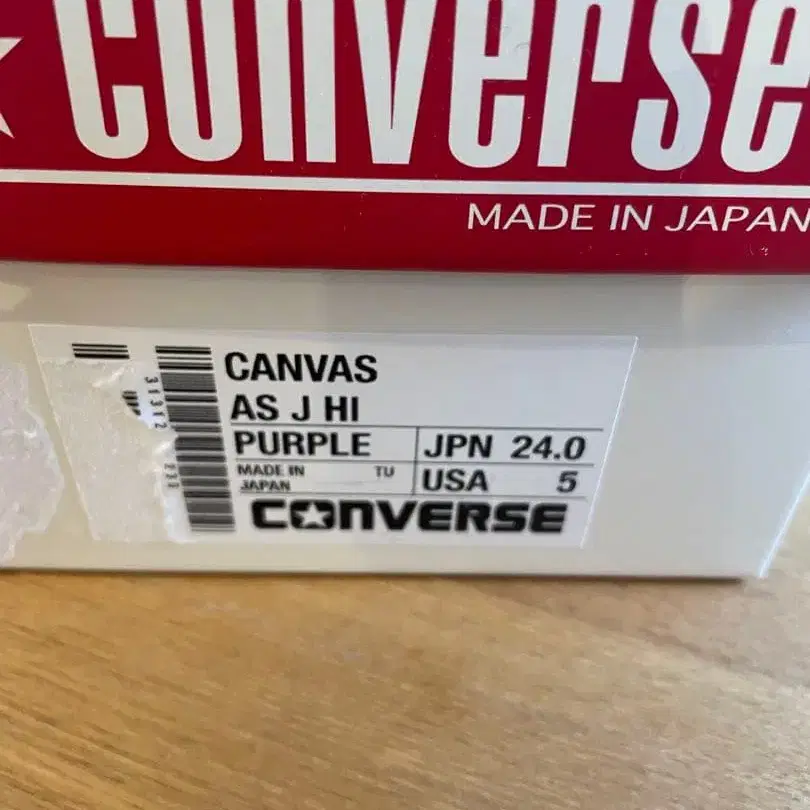 CONVERSE
MADE IN JAPAN
CANVAS
AS J HI
PURPLE JPN 24.0
MADE IN JAPAN TU USA 5
CONVERSE